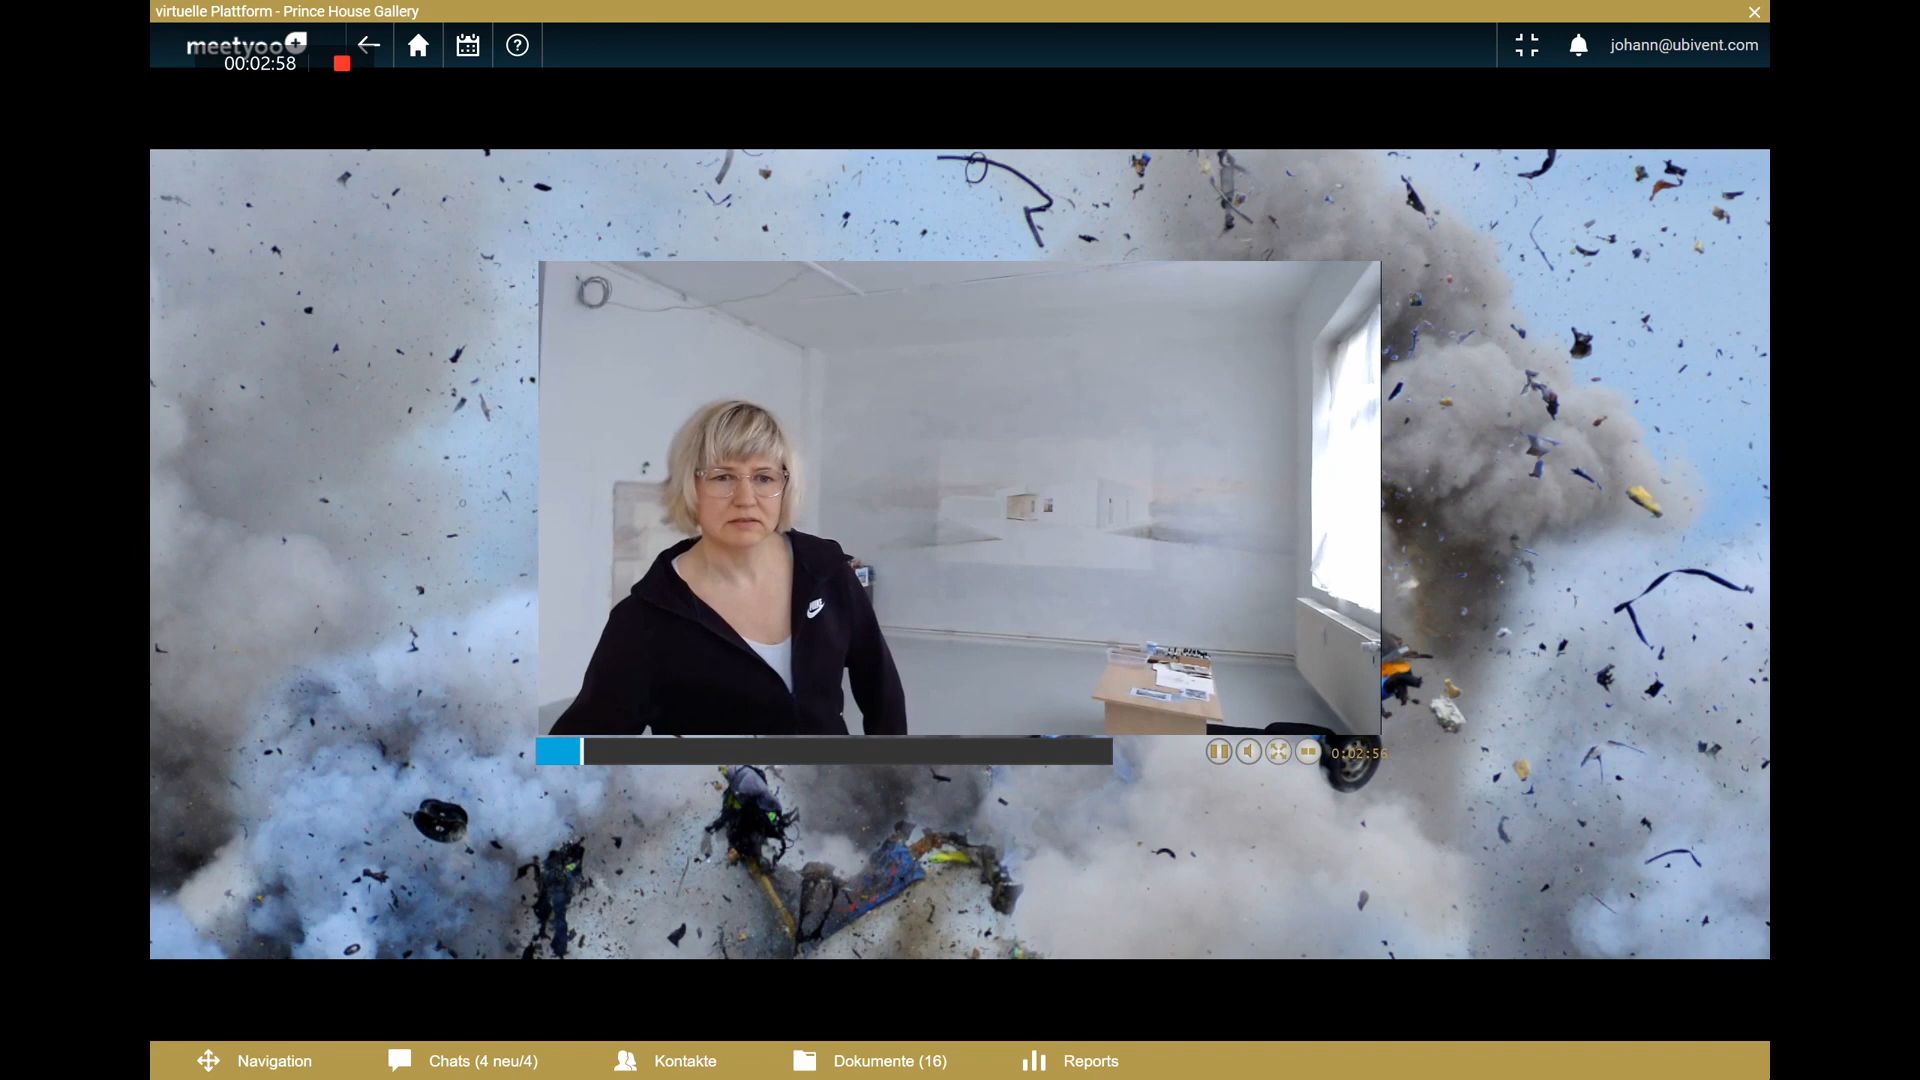 virtuelle Plattform - Prince House Gallery
meetyoo
00:02:58
johann@ubivent.com
0:02:56
Navigation
Chats (4 neu/4)
Kontakte
Dokumente (16)
Reports